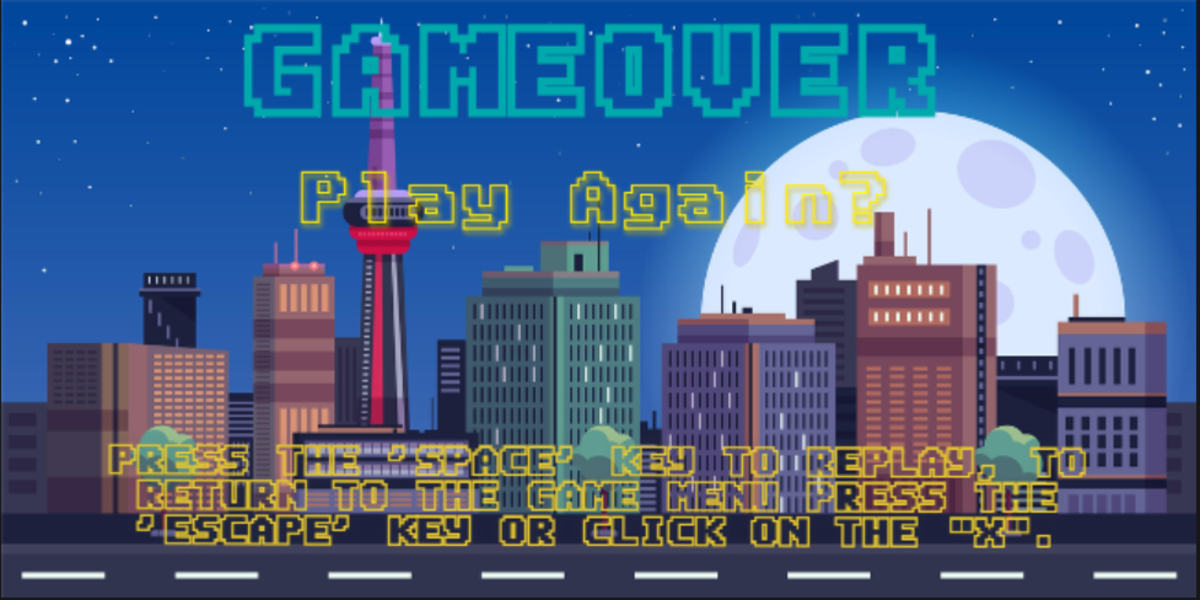 GAMEOVER
Play Again?
PRESS THE 'SPACE' KEY TO REPLAY, TO
RETURN TO THE GAME MENU PRESS THE
'ESCAPE' KEY OR CLICK ON THE "X".